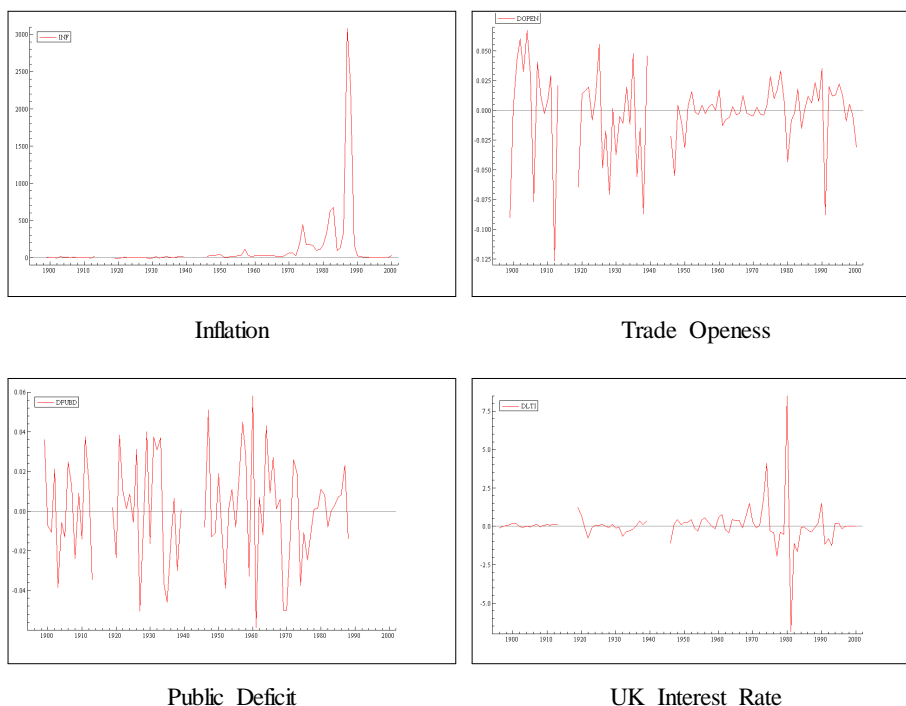 INF
3000
2500
2000
1500
1000
500
0
1900 1910 1920 1930 1940 1950 1960 1970 1980 1990 2000
Inflation
DOPEN
0.050
0.025
0.000
-0.025
-0.050
-0.075
-0.100
-0.125
1900 1910 1920 1930 1940 1950 1960 1970 1980 1990 2000
Trade Openess
0.06
DPUBD
0.04
0.02
0.00
-0.02
-0.04
1900 1910 1920 1930 1940 1950 1960 1970 1980 1990 2000
Public Deficit
DLTI
7.5
5.0
2.5
0.0
-2.5
-5.0
1900 1910 1920 1930 1940 1950 1960 1970 1980 1990 2000
UK Interest Rate